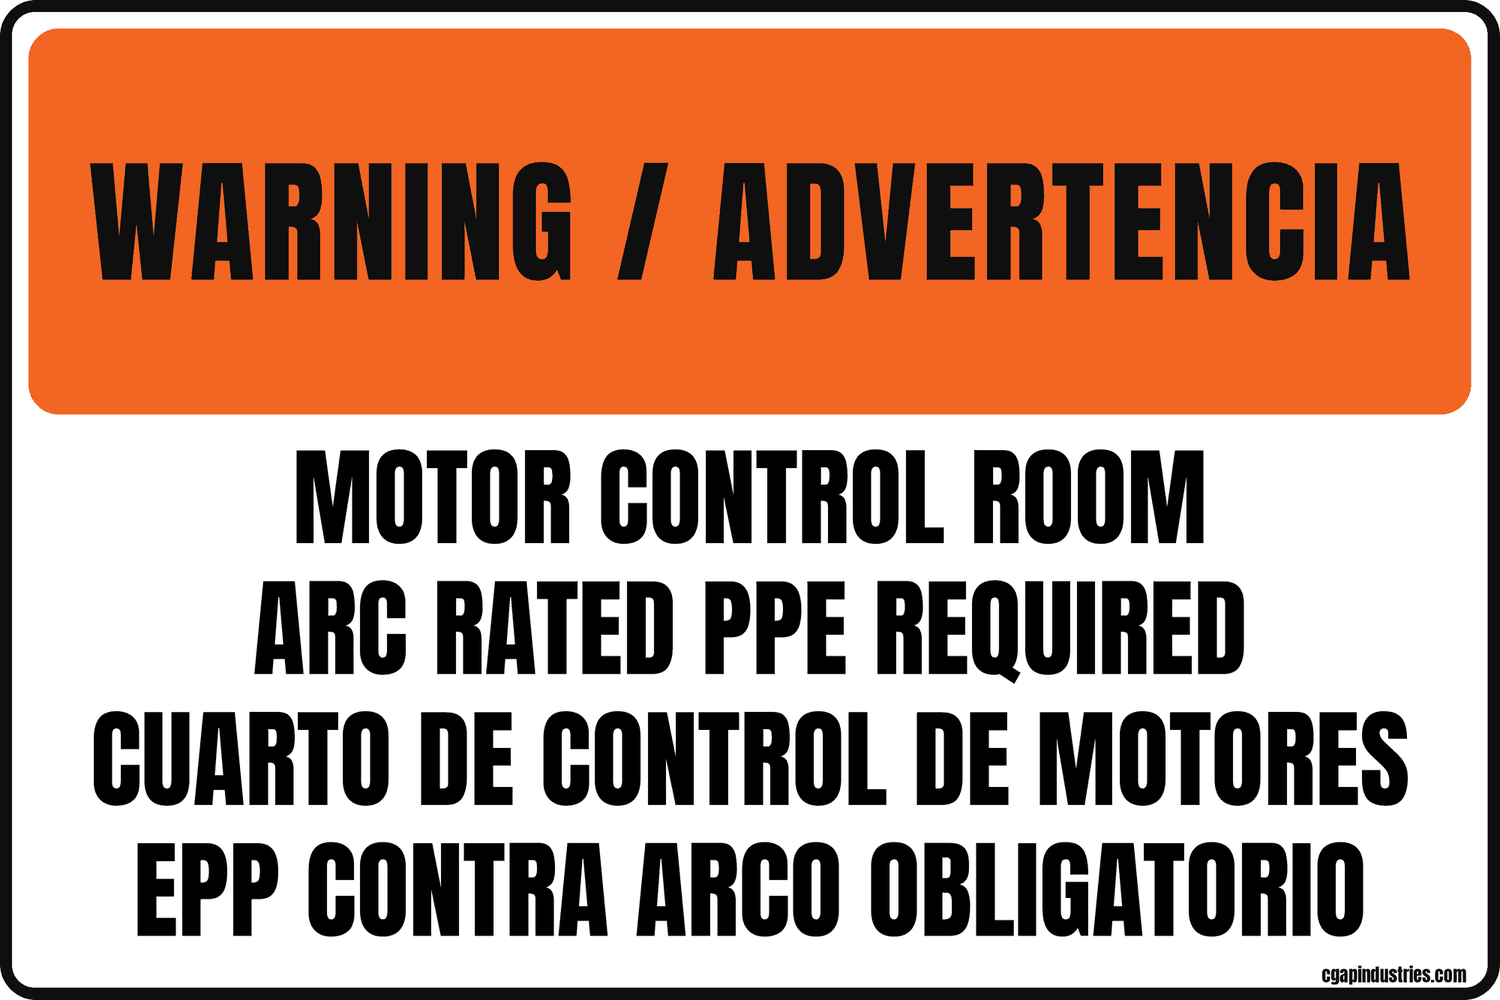 WARNING / ADVERTENCIA
MOTOR CONTROL ROOM
ARC RATED PPE REQUIRED
CUARTO DE CONTROL DE MOTORES
EPP CONTRA ARCO OBLIGATORIO
cgapindustries.com